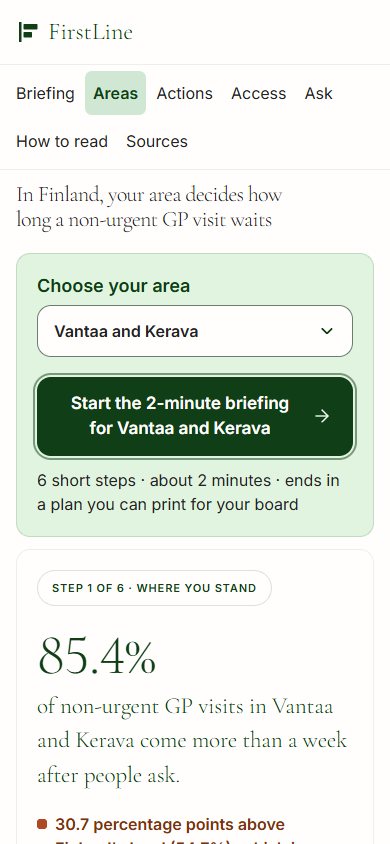 FirstLine
Briefing Areas Actions Access Ask
How to read Sources
In Finland, your area decides how
long a non-urgent GP visit waits
Choose your area
Vantaa and Kerava
Start the 2-minute briefing
for Vantaa and Kerava
6 short steps · about 2 minutes · ends in
a plan you can print for your board
STEP 1 OF 6 · WHERE YOU STAND
85.4%
of non-urgent GP visits in Vantaa
and Kerava come more than a week
after people ask.
30.7 percentage points above